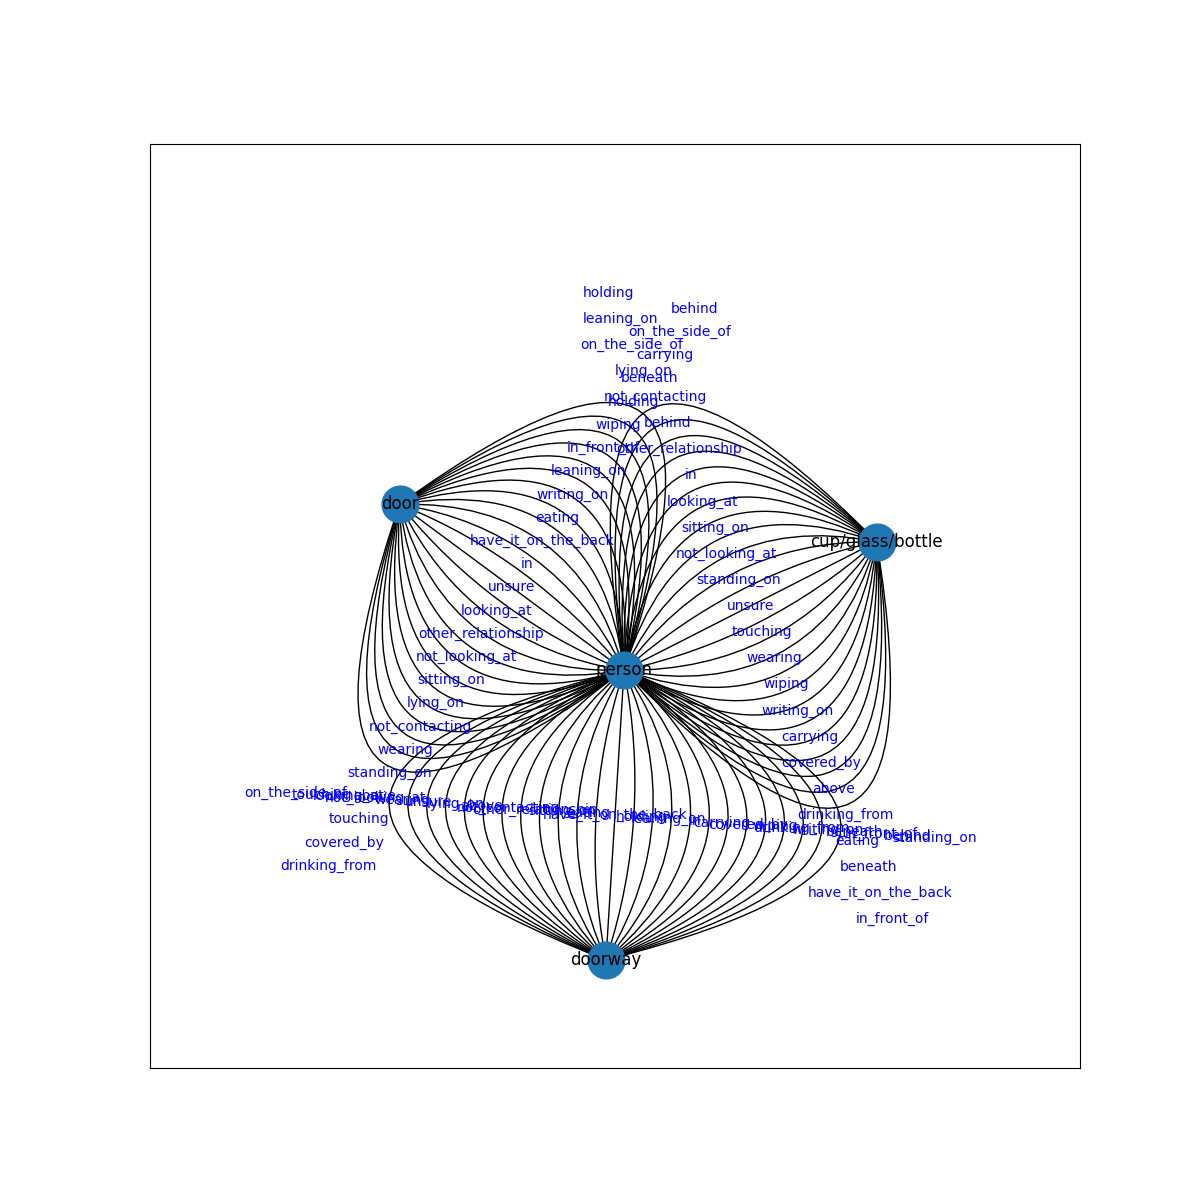 holding
behind
leaning_on
on_the_side_of
on_the_side_of
carrying
lying_on
beneath
not_contacting
holding
behind
wiping
in_front_of
other_relationship
leaning_on
in
writing_on
looking_at
door
eating
sitting_on
have_it_on_the_back
cup/glass/bottle
not_looking_at
in
standing_on
unsure
unsure
looking_at
touching
other_relationship
not_looking_at
wearing
person
sitting_on
wiping
lying_on
writing_on
not_contacting
carrying
wearing
covered_by
standing_on
above
on_the_side_of
drinking_from
touching
standing_on
covered_by
eating
drinking_from
beneath
have_it_on_the_back
in_front_of
doorway